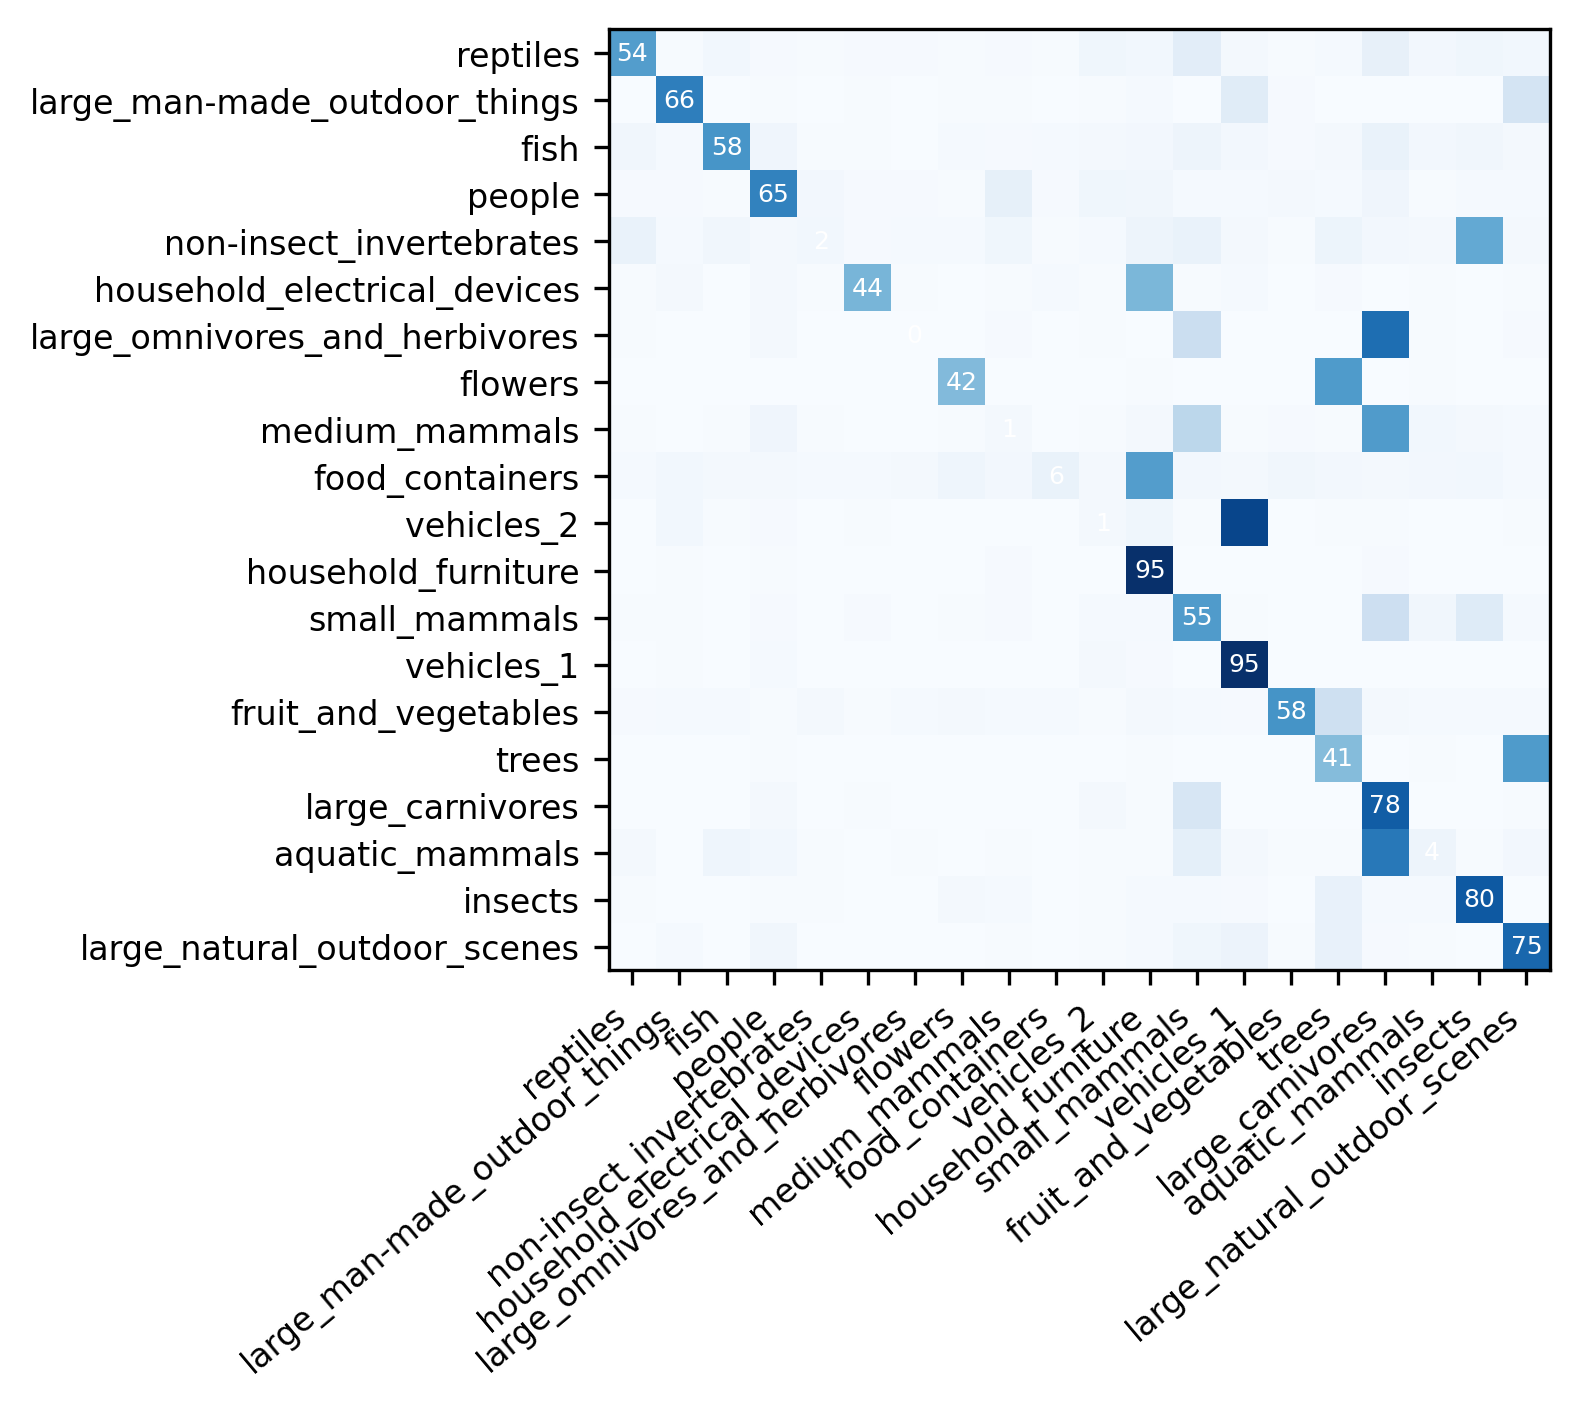 reptiles 54
large_man-made_outdoor_things 66
fish 58
people 65
non-insect_invertebrates 2
household_electrical_devices 44
large_omnivores_and_herbivores 0
flowers 42
medium_mammals 1
food_containers 6
vehicles_2 1
household_furniture 95
small_mammals 55
vehicles_1 95
fruit_and_vegetables 58
trees 41
large_carnivores 78
aquatic_mammals 4
insects 80
large_natural_outdoor_scenes 75
reptiles
large_man-made_outdoor_things
fish
people
non-insect_invertebrates
household_electrical_devices
large_omnivores_and_herbivores
flowers
medium_mammals
food_containers
vehicles_2
household_furniture
small_mammals
vehicles_1
fruit_and_vegetables
trees
large_carnivores
aquatic_mammals
insects
large_natural_outdoor_scenes